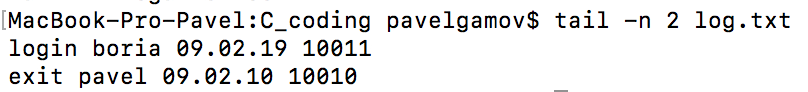 [MacBook-Pro-Pavel:C_coding pavelgamov$ tail -n 2 log.txt
login boria 09.02.19 10011
exit pavel 09.02.10 10010